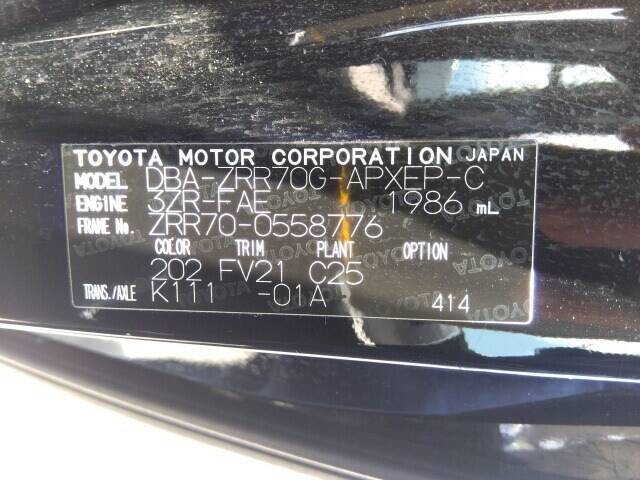 TOYOTA MOTOR CORPORATION JAPAN
MODEL DBA-ZRR70G-APXEP-C
ENGINE 3ZR-FAE 1986 mL
FRAME No. ZRR70-0558776
COLOR TRIM PLANT OPTION
202 FV21 C25
TRANS./AXLE K111 -01A 414